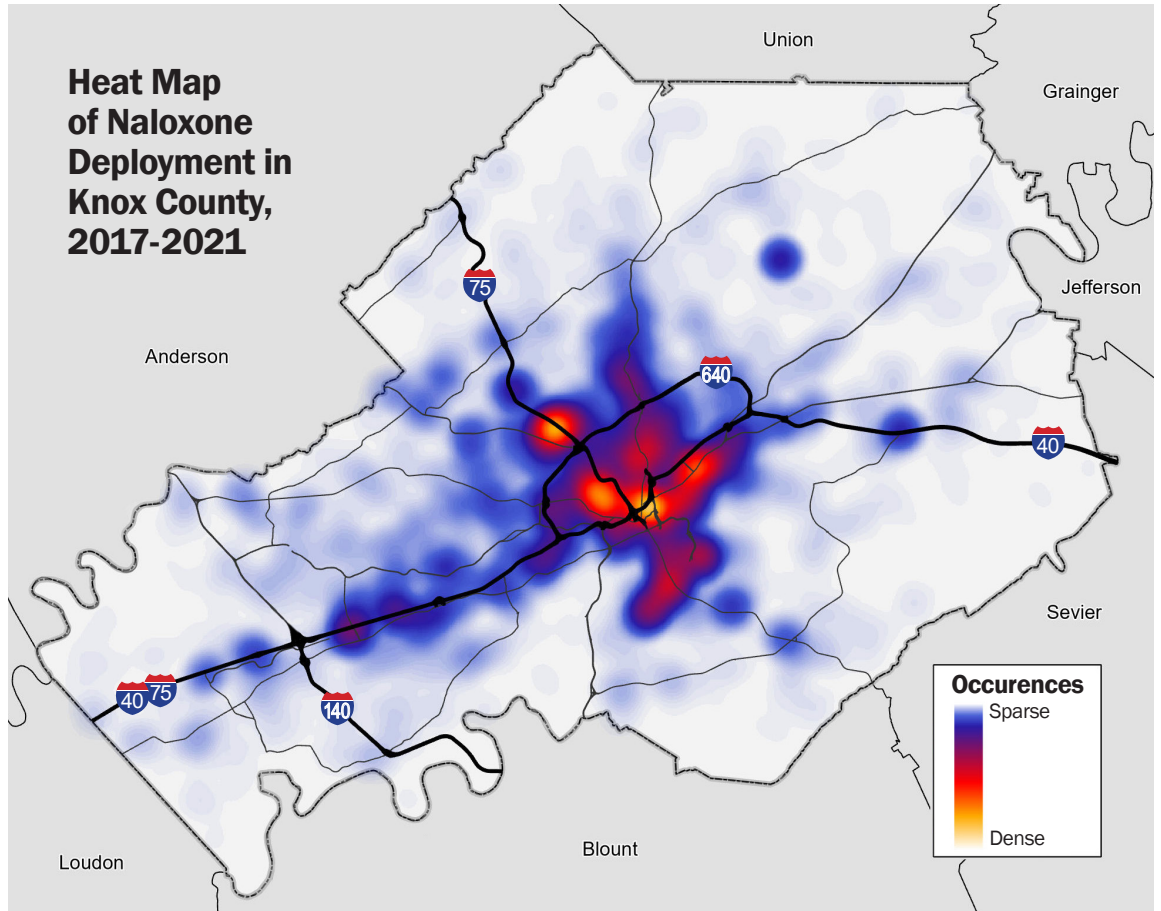 Heat Map
of Naloxone
Deployment in
Knox County,
2017-2021
Union
Grainger
Jefferson
Anderson
75
640
40
Sevier
40
75
140
Loudon
Blount
Occurences
Sparse
Dense